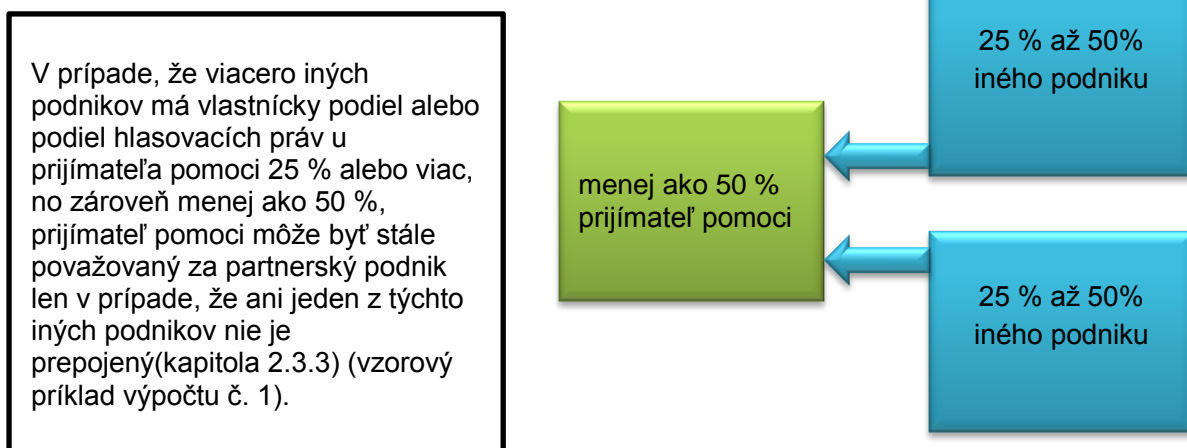 V prípade, že viacero iných
podnikov má vlastnícky podiel alebo
podiel hlasovacích práv u
prijímateľa pomoci 25 % alebo viac,
no zároveň menej ako 50 %,
prijímateľ pomoci môže byť stále
považovaný za partnerský podnik
len v prípade, že ani jeden z týchto
iných podnikov nie je
prepojený(kapitola 2.3.3) (vzorový
príklad výpočtu č. 1).
menej ako 50 %
prijímateľ pomoci
25 % až 50%
iného podniku
25 % až 50%
iného podniku